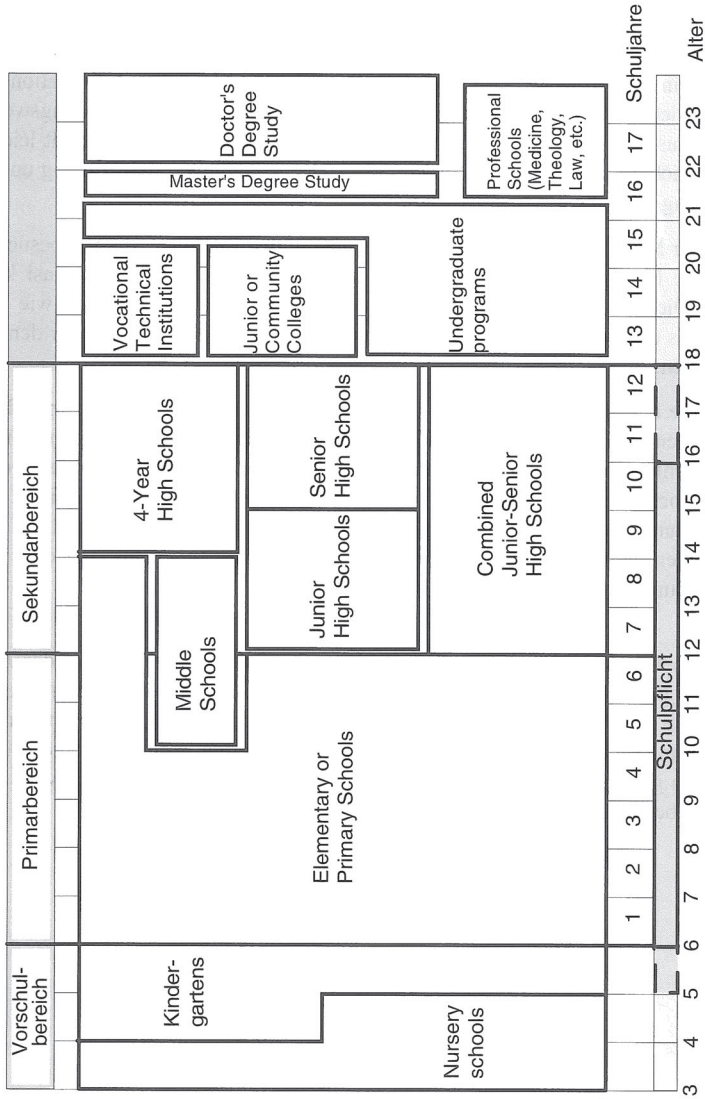 Vorschul-
bereich
Primarbereich
Sekundarbereich
Kinder-
gartens
Nursery
schools
Elementary or
Primary Schools
Middle
Schools
4-Year
High Schools
Junior
High Schools
Senior
High Schools
Combined
Junior-Senior
High Schools
Vocational
Technical
Institutions
Junior or
Community
Colleges
Undergraduate
programs
Master's Degree Study
Doctor's
Degree
Study
Professional
Schools
(Medicine,
Theology,
Law, etc.)
1 2 3 4 5 6 7 8 9 10 11 12 13 14 15 16 17 Schuljahre
Schulpflicht
3 4 5 6 7 8 9 10 11 12 13 14 15 16 17 18 19 20 21 22 23 Alter